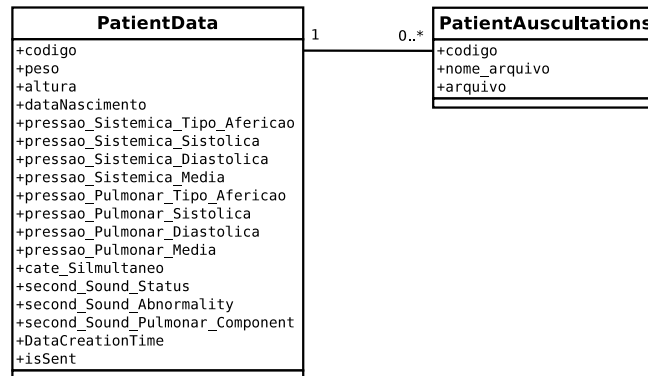 PatientData
+codigo
+peso
+altura
+dataNascimento
+pressao_Sistemica_Tipo_Afericao
+pressao_Sistemica_Sistolica
+pressao_Sistemica_Diastolica
+pressao_Sistemica_Media
+pressao_Pulmonar_Tipo_Afericao
+pressao_Pulmonar_Sistolica
+pressao_Pulmonar_Diastolica
+pressao_Pulmonar_Media
+cate_Silmultaneo
+second_Sound_Status
+second_Sound_Abnormality
+second_Sound_Pulmonar_Component
+DataCreationTime
+isSent
1
0..*
PatientAuscultations
+codigo
+nome_arquivo
+arquivo